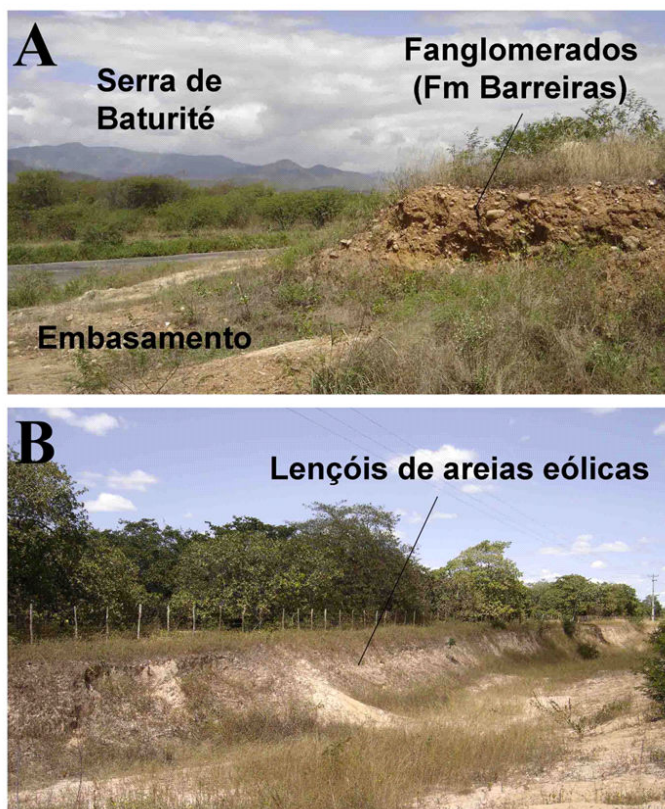 A
Serra de
Baturité
Fanglomerados
(Fm Barreiras)
Embasamento
B
Lençóis de areias eólicas